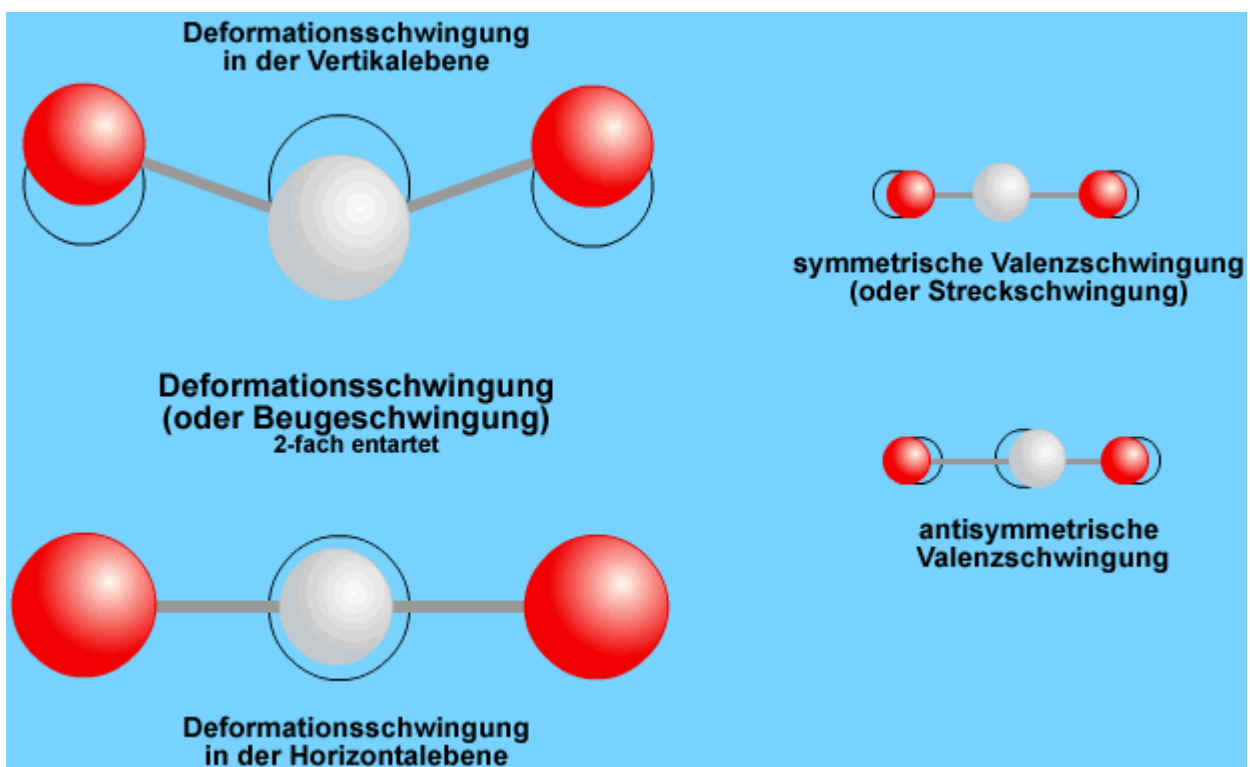 Deformationsschwingung
in der Vertikalebene
symmetrische Valenzschwingung
(oder Streckschwingung)
Deformationsschwingung
(oder Beugeschwingung)
2-fach entartet
antisymmetrische
Valenzschwingung
Deformationsschwingung
in der Horizontalebene